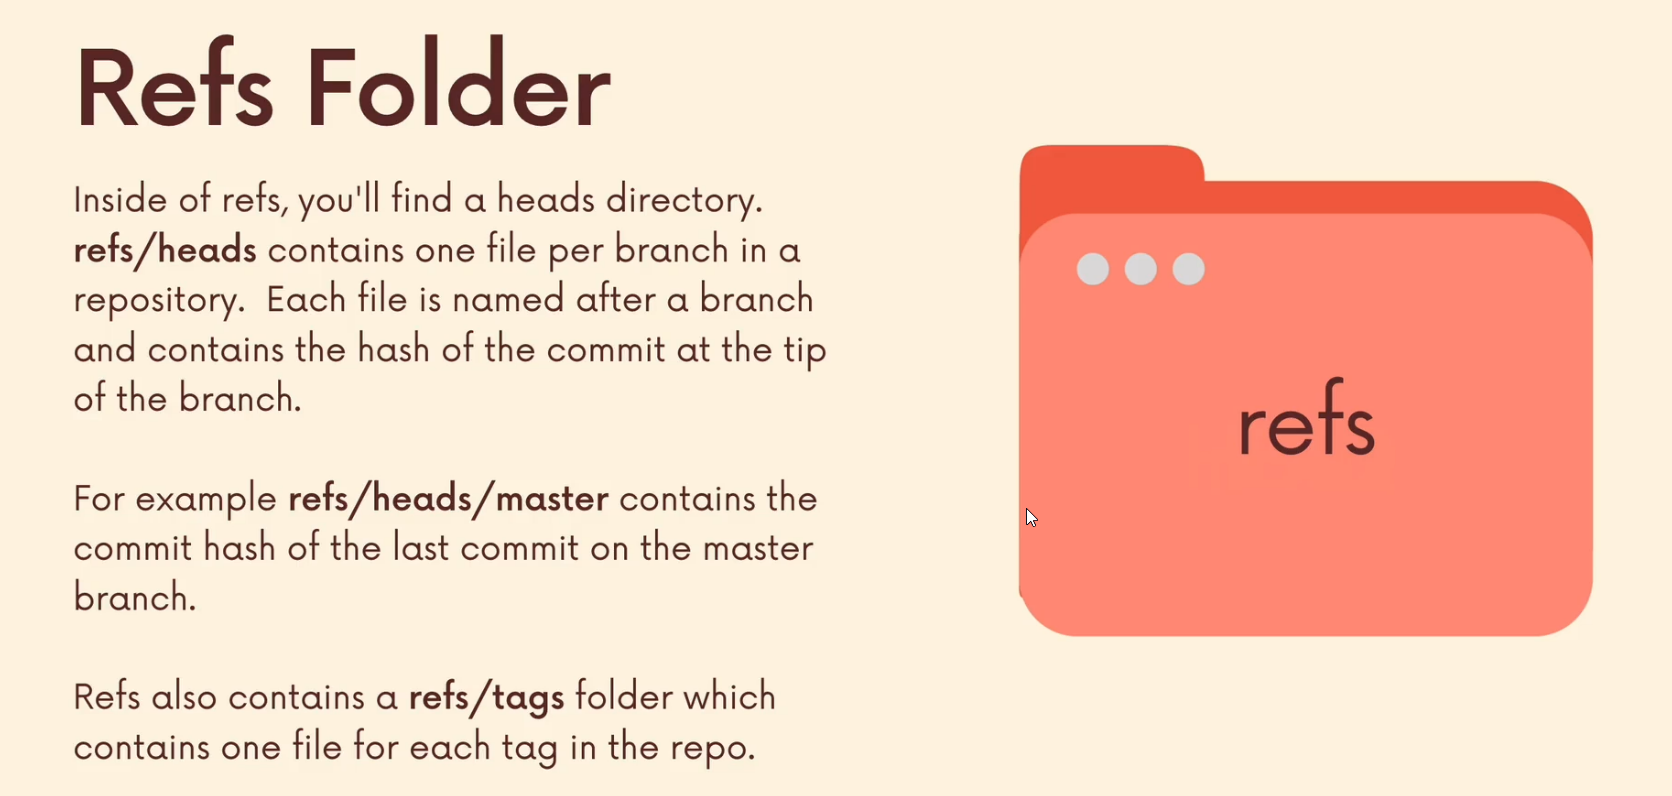 Refs Folder
Inside of refs, you'll find a heads directory.
refs/heads contains one file per branch in a
repository.  Each file is named after a branch
and contains the hash of the commit at the tip
of the branch.
For example refs/heads/master contains the
commit hash of the last commit on the master
branch.
Refs also contains a refs/tags folder which
contains one file for each tag in the repo.
refs